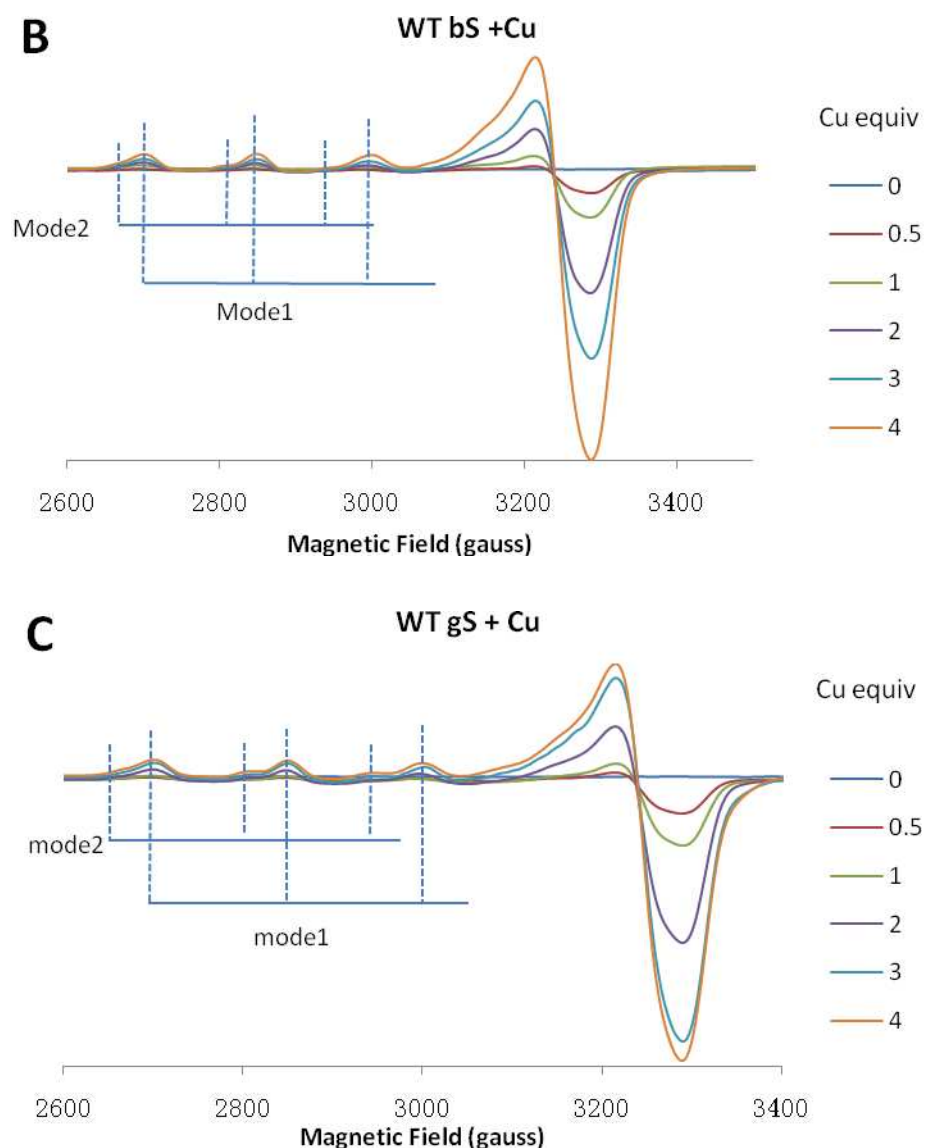 B
WT bS +Cu
Cu equiv
0
0.5
1
2
3
4
Mode2
Mode1
2600 2800 3000 3200 3400
Magnetic Field (gauss)
C
WT gS + Cu
Cu equiv
0
0.5
1
2
3
4
mode2
mode1
2600 2800 3000 3200 3400
Magnetic Field (gauss)